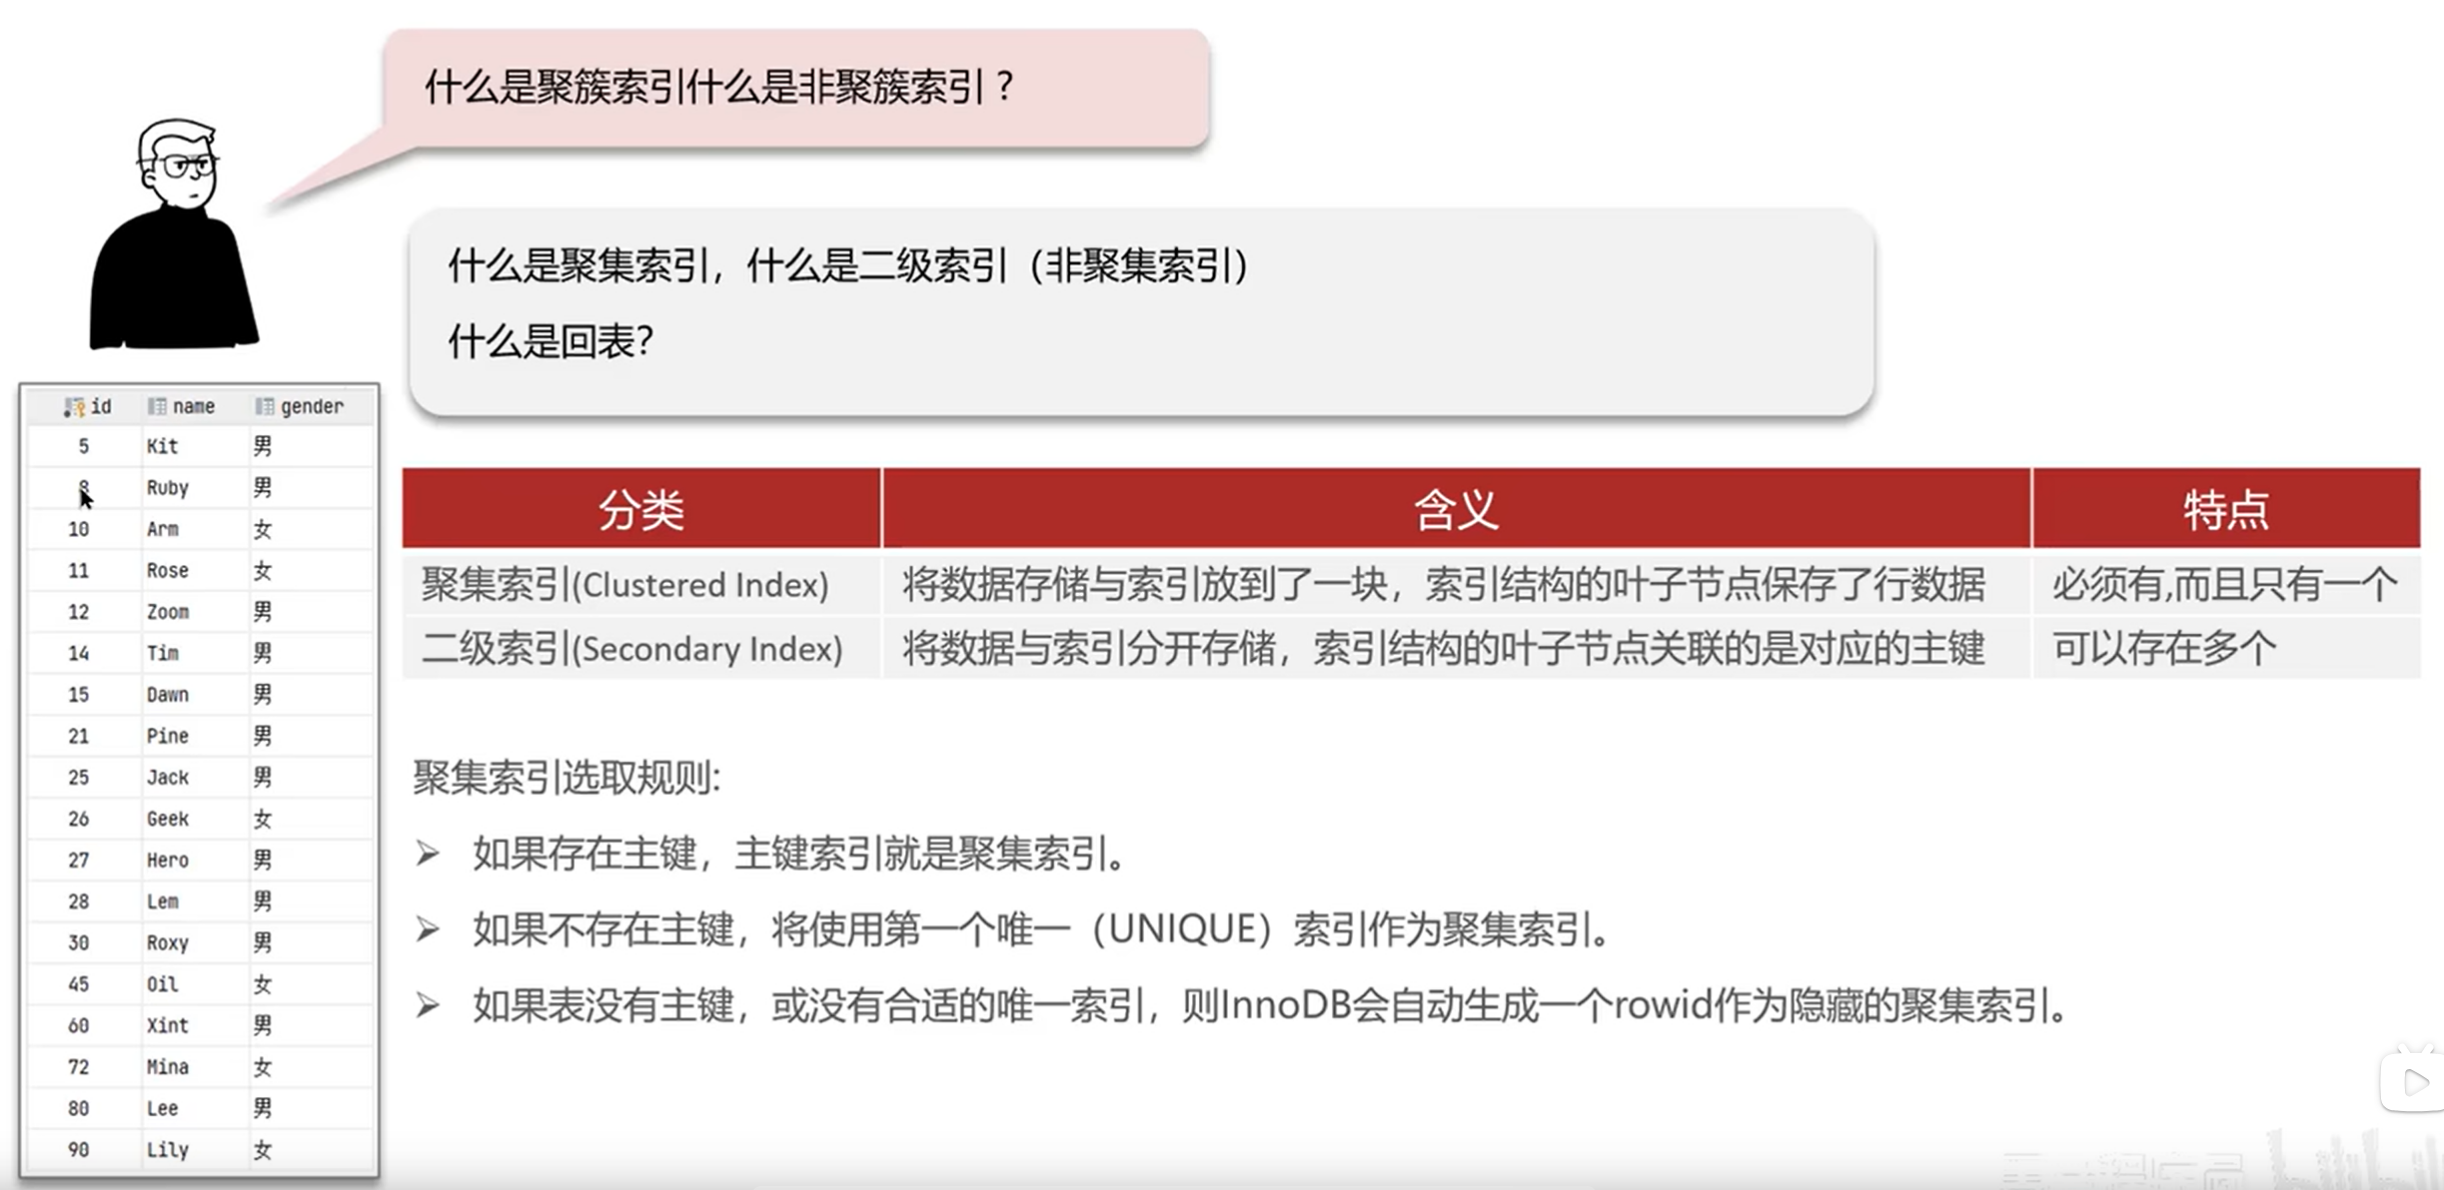 什么是聚簇索引什么是非聚簇索引？
什么是聚集索引，什么是二级索引（非聚集索引）
什么是回表?
id name gender
5 Kit 男
8 Ruby 男
10 Arm 女
11 Rose 女
12 Zoom 男
14 Tim 男
15 Dawn 男
21 Pine 男
25 Jack 男
26 Geek 女
27 Hero 男
28 Lem 男
30 Roxy 男
45 Oil 女
60 Xint 男
72 Mina 女
80 Lee 男
90 Lily 女
分类 含义 特点
聚集索引(Clustered Index) 将数据存储与索引放到了一块，索引结构的叶子节点保存了行数据 必须有,而且只有一个
二级索引(Secondary Index) 将数据与索引分开存储，索引结构的叶子节点关联的是对应的主键 可以存在多个
聚集索引选取规则:
如果存在主键，主键索引就是聚集索引。
如果不存在主键，将使用第一个唯一（UNIQUE）索引作为聚集索引。
如果表没有主键，或没有合适的唯一索引，则InnoDB会自动生成一个rowid作为隐藏的聚集索引。